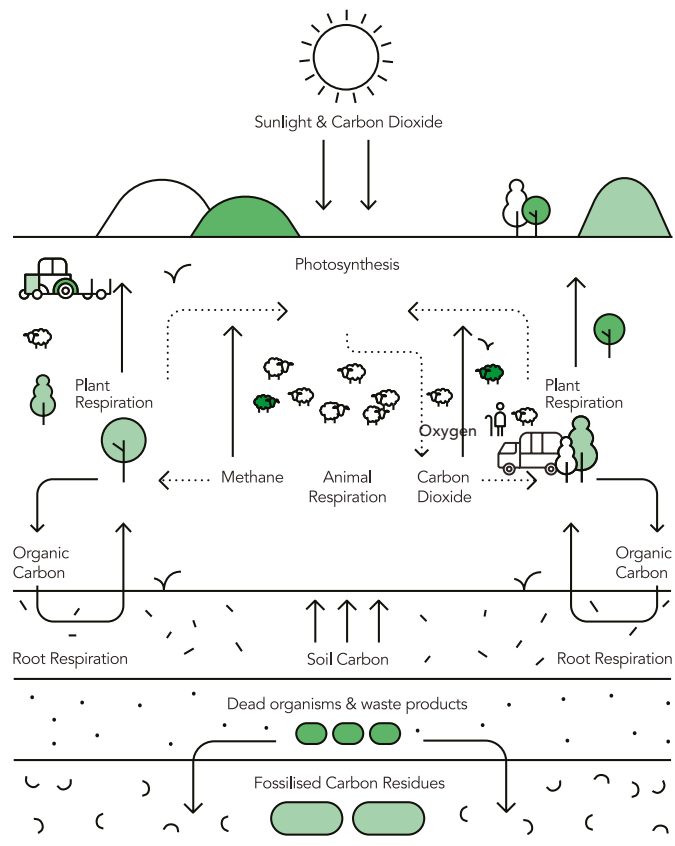 Sunlight & Carbon Dioxide
Photosynthesis
Plant
Respiration
Plant
Respiration
Oxygen
Methane
Animal
Respiration
Carbon
Dioxide
Organic
Carbon
Organic
Carbon
Root Respiration
Soil Carbon
Root Respiration
Dead organisms & waste products
Fossilised Carbon Residues